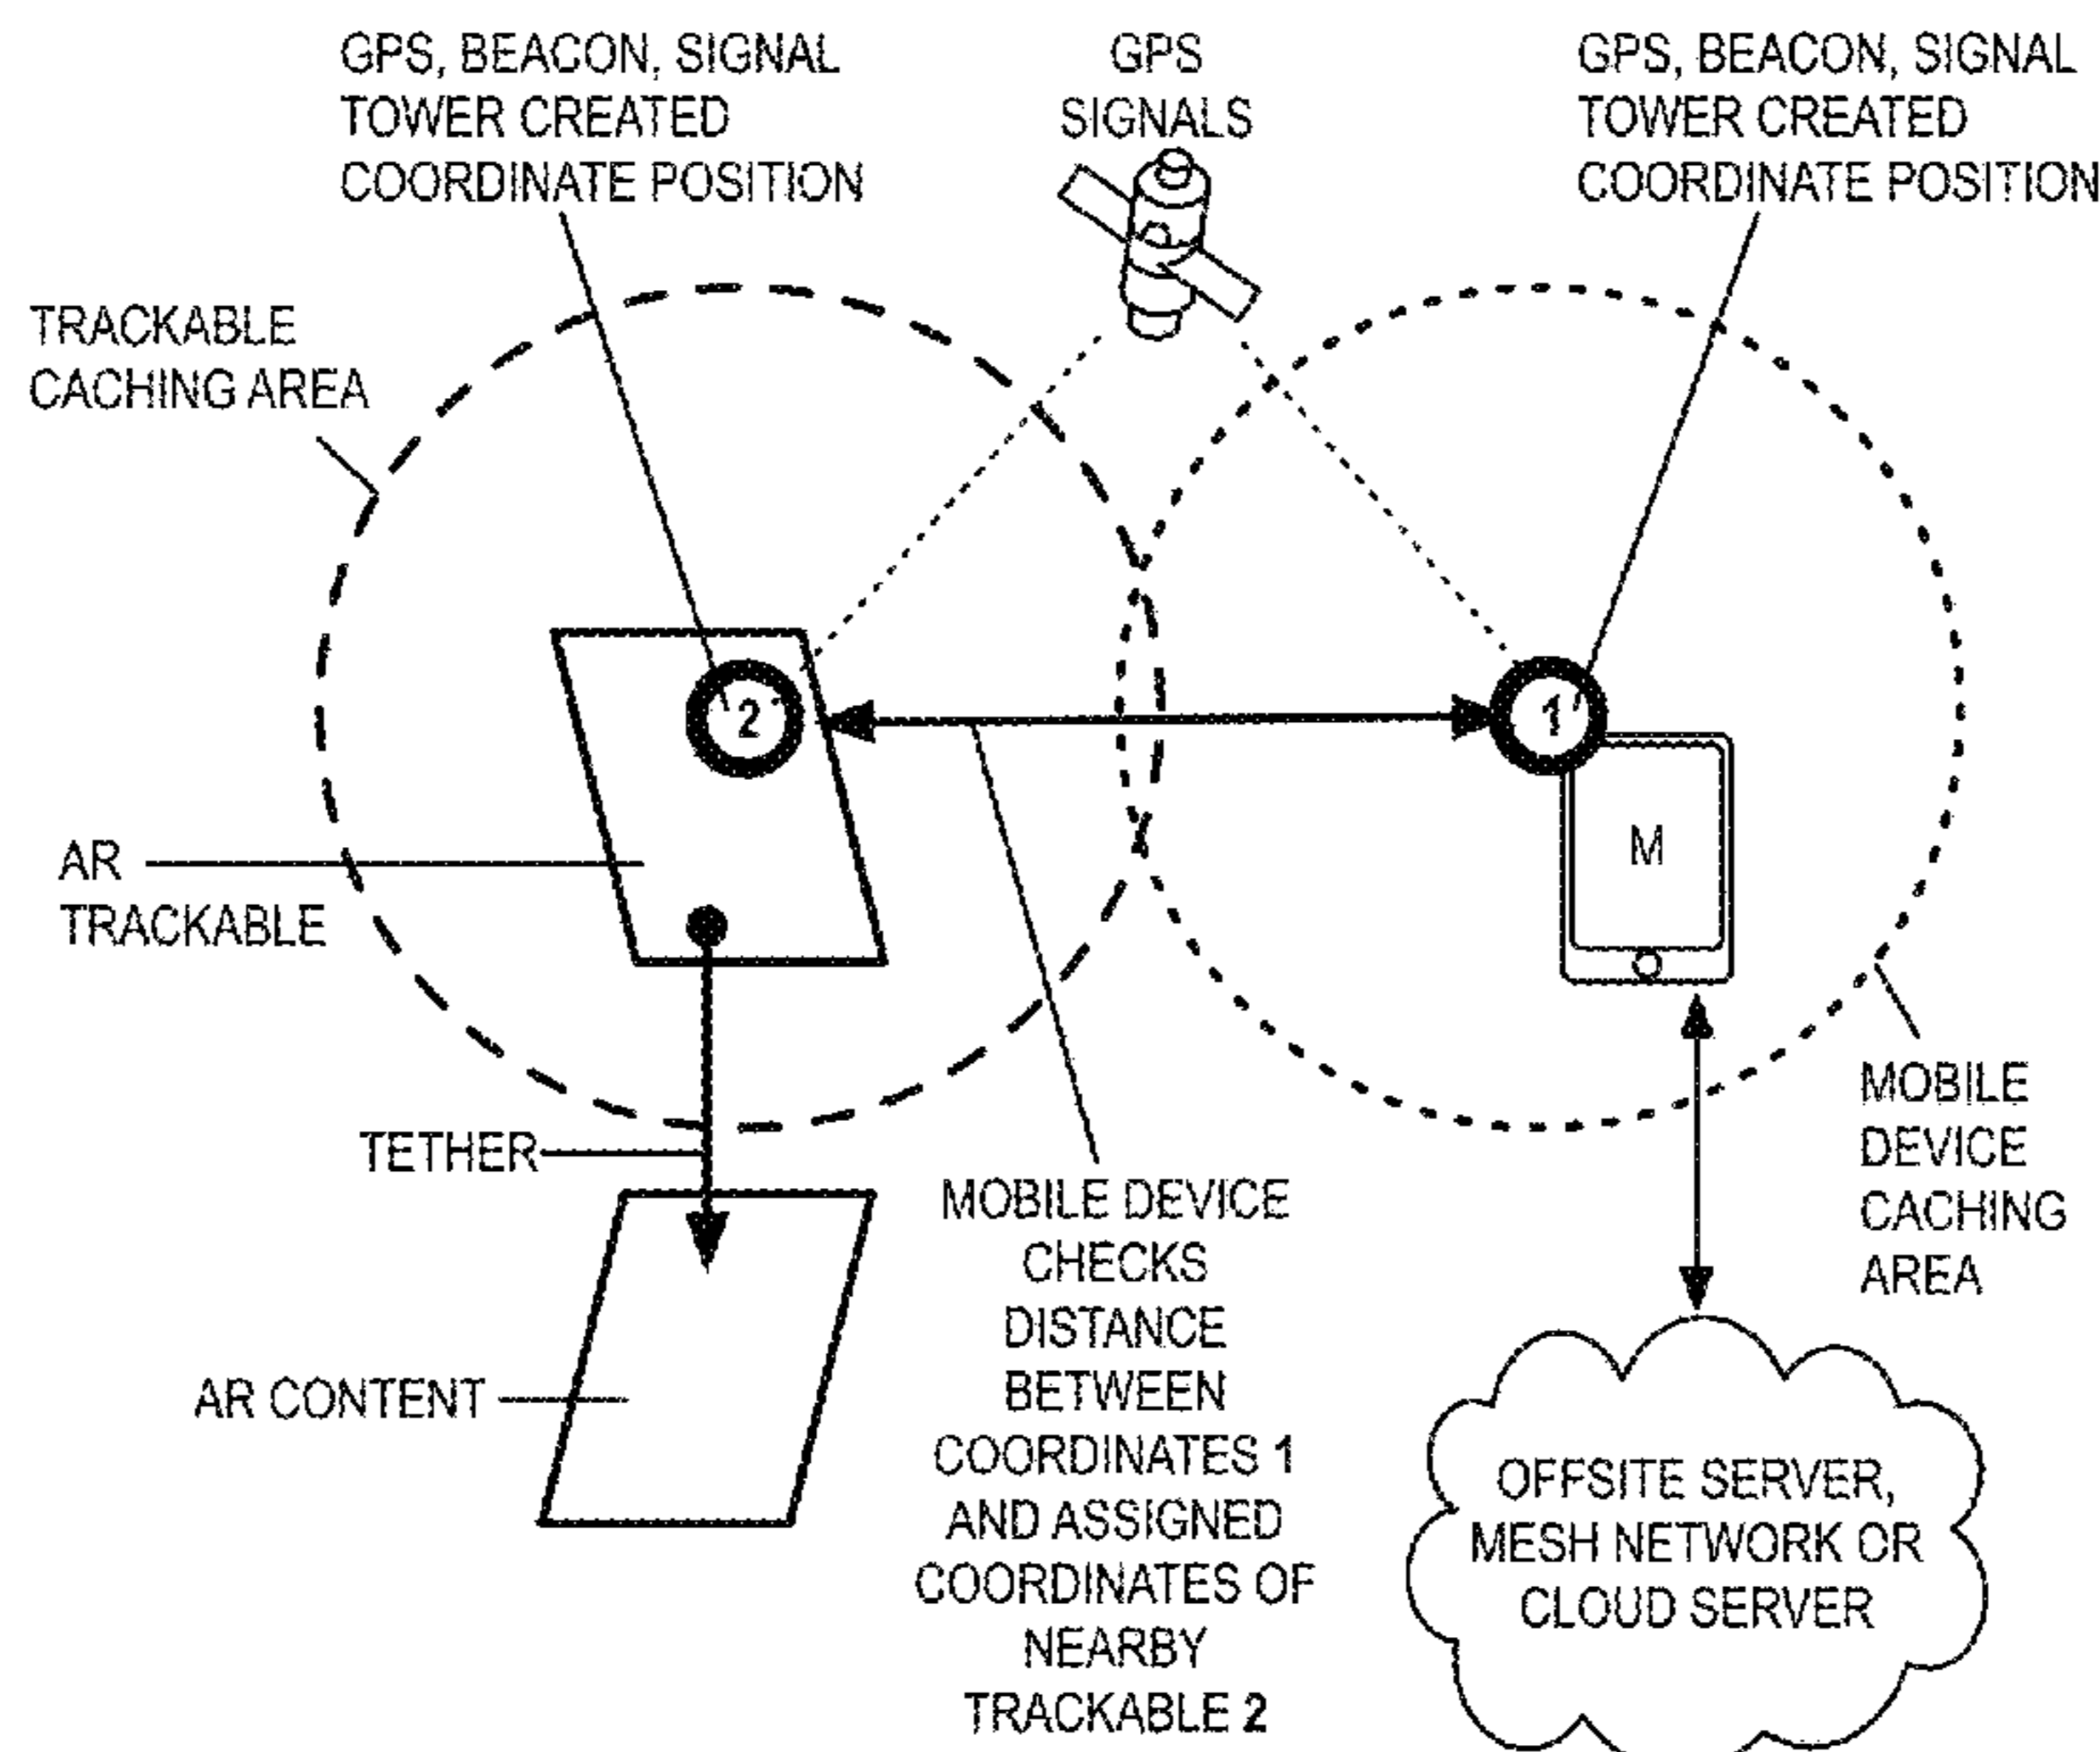 GPS, BEACON, SIGNAL
TOWER CREATED
COORDINATE POSITION
GPS
SIGNALS
GPS, BEACON, SIGNAL
TOWER CREATED
COORDINATE POSITION
TRACKABLE
CACHING AREA
2
1
M
AR
TRACKABLE
TETHER
AR CONTENT
MOBILE DEVICE
CHECKS
DISTANCE
BETWEEN
COORDINATES 1
AND ASSIGNED
COORDINATES OF
NEARBY
TRACKABLE 2
MOBILE
DEVICE
CACHING
AREA
OFFSITE SERVER,
MESH NETWORK OR
CLOUD SERVER